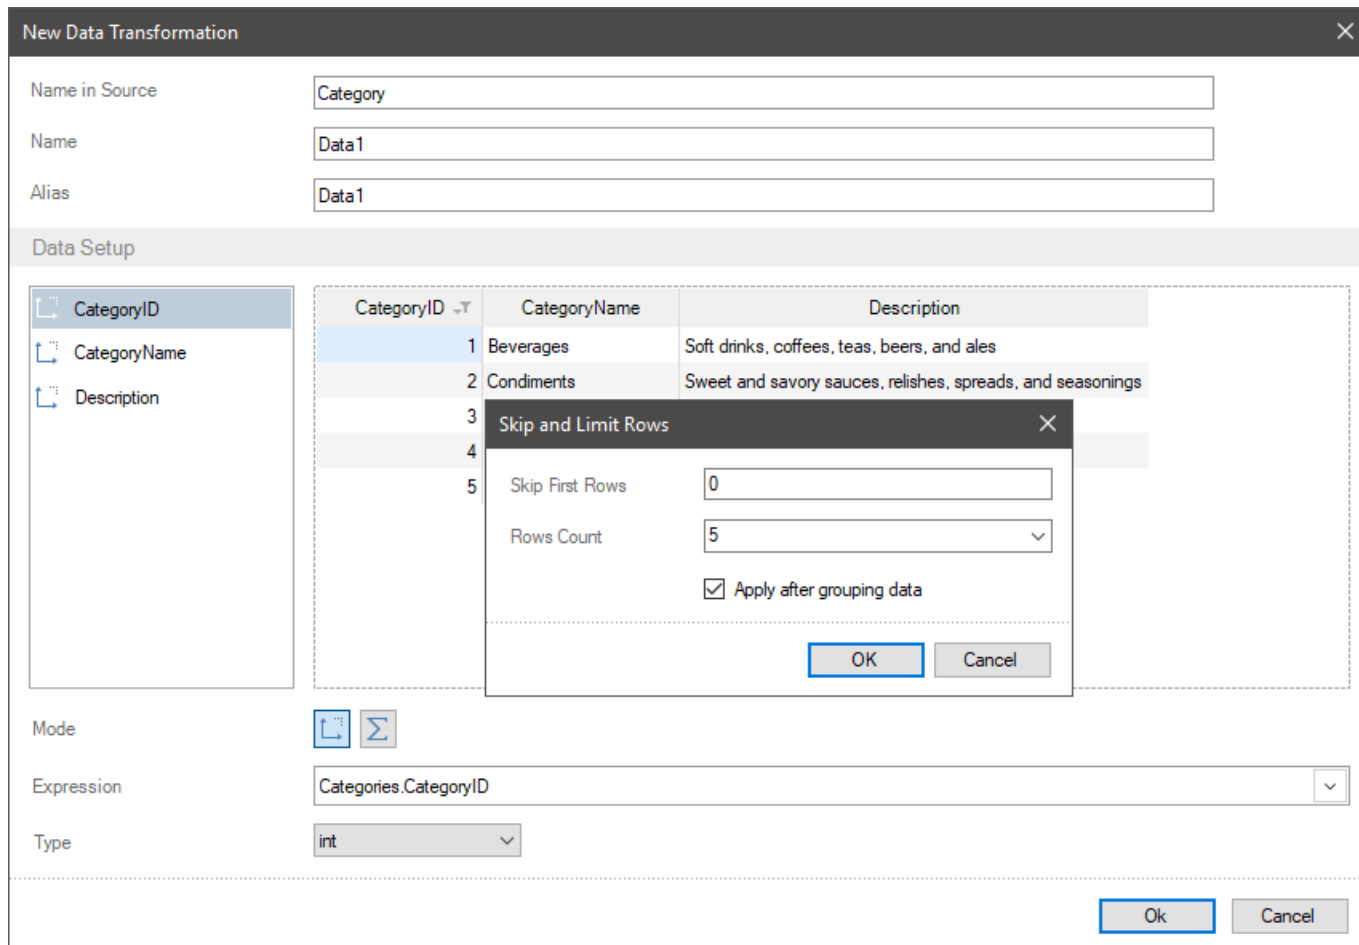 New Data Transformation
Name in Source
Category
Name
Data1
Alias
Data1
Data Setup
CategoryID
CategoryName
Description
CategoryID CategoryName Description
1 Beverages Soft drinks, coffees, teas, beers, and ales
2 Condiments Sweet and savory sauces, relishes, spreads, and seasonings
3
4
5
Skip and Limit Rows
Skip First Rows 0
Rows Count 5
Apply after grouping data
OK Cancel
Mode Σ
Expression Categories.CategoryID
Type int
Ok Cancel